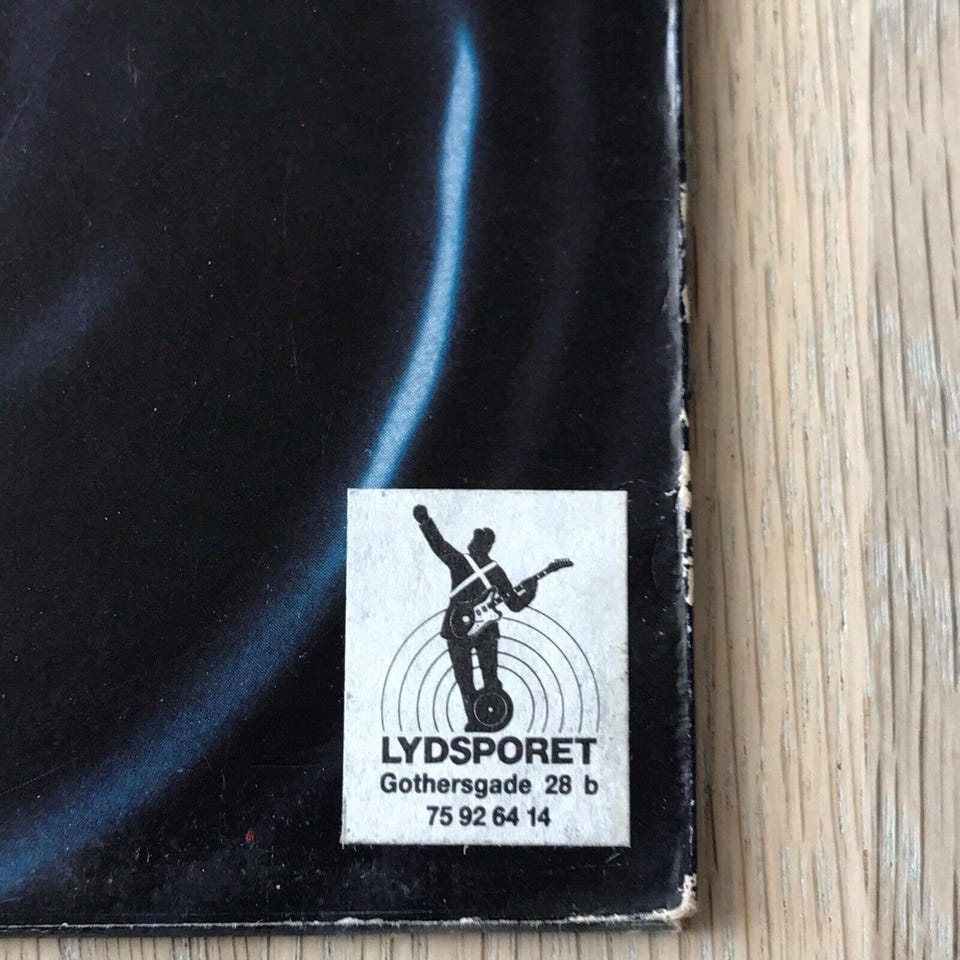 LYDSPORET
Gothersgade 28 b
75 92 64 14